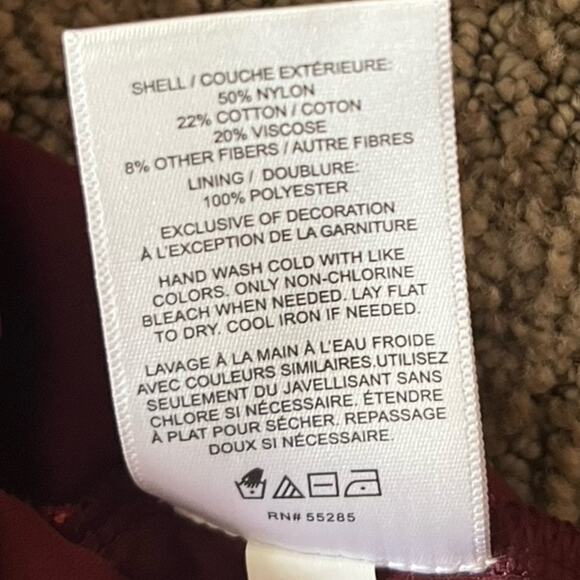 SHELL / COUCHE EXTÉRIEURE:
50% NYLON
22% COTTON / COTON
20% VISCOSE
8% OTHER FIBERS / AUTRE FIBRES
LINING / DOUBLURE:
100% POLYESTER
EXCLUSIVE OF DECORATION
À L'EXCEPTION DE LA GARNITURE
HAND WASH COLD WITH LIKE
COLORS. ONLY NON-CHLORINE
BLEACH WHEN NEEDED. LAY FLAT
TO DRY. COOL IRON IF NEEDED.
LAVAGE À LA MAIN À L'EAU FROIDE
AVEC COULEURS SIMILAIRES.UTILISEZ
SEULEMENT DU JAVELLISANT SANS
CHLORE SI NÉCESSAIRE. ÉTENDRE
À PLAT POUR SÉCHER. REPASSAGE
DOUX SI NÉCESSAIRE.
RN# 55285